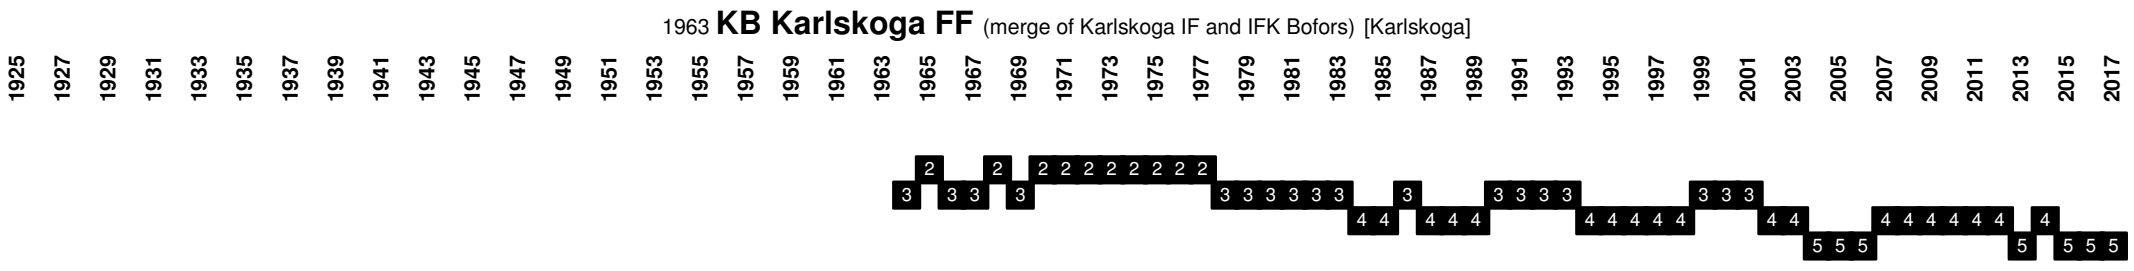 1963 KB Karlskoga FF (merge of Karlskoga IF and IFK Bofors) [Karlskoga]
1925 1927 1929 1931 1933 1935 1937 1939 1941 1943 1945 1947 1949 1951 1953 1955 1957 1959 1961 1963 1965 1967 1969 1971 1973 1975 1977 1979 1981 1983 1985 1987 1989 1991 1993 1995 1997 1999 2001 2003 2005 2007 2009 2011 2013 2015 2017
2 2 2 2 2 2 2 2 2 2
3 3 3 3 3 3 3 3 3 3 3 3 3 3 3 3 3 3
4 4 4 4 4 4 4 4 4 4 4 4 4 4 4 4 4 4 4
5 5 5 5 5 5 5